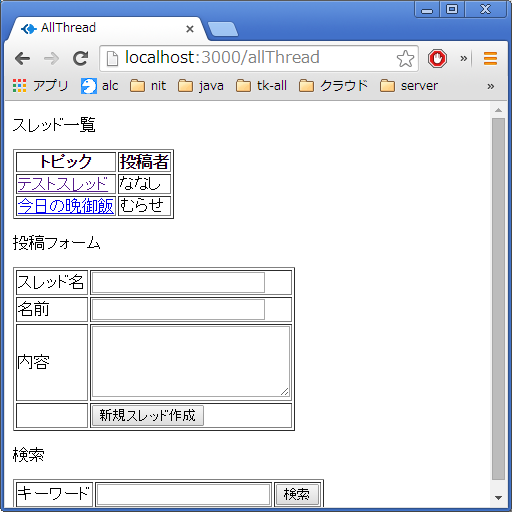 AllThread
localhost:3000/allThread
アプリ alc nit java tk-all クラウド server »
スレッド一覧
トピック 投稿者
テストスレッド ななし
今日の晩御飯 むらせ
投稿フォーム
スレッド名
名前
内容
新規スレッド作成
検索
キーワード 検索